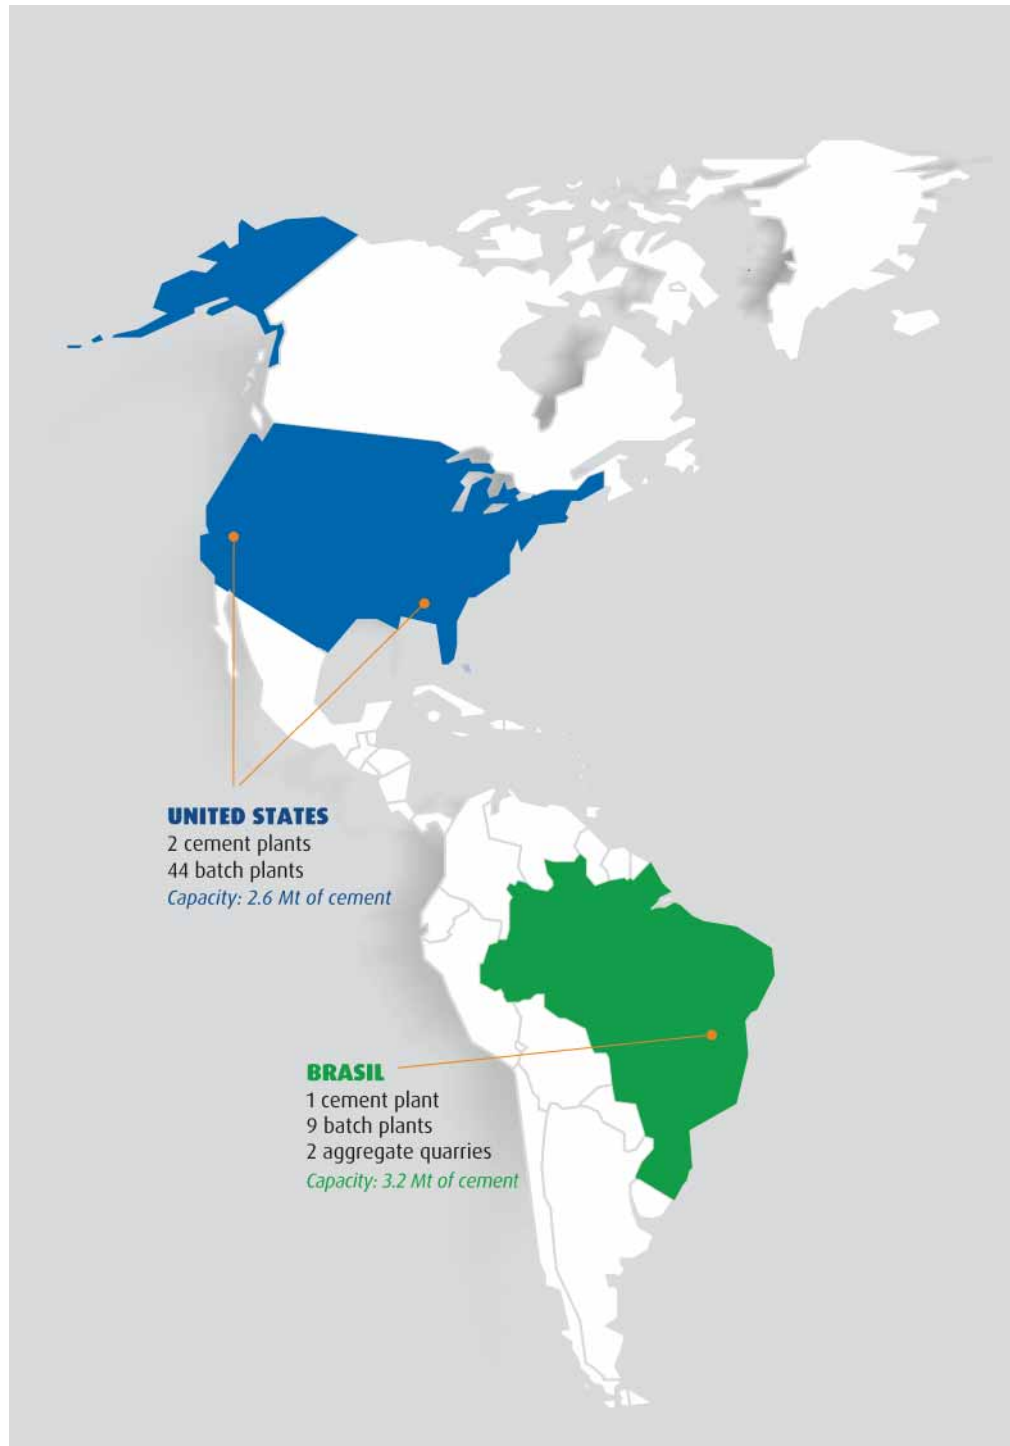 UNITED STATES
2 cement plants
44 batch plants
Capacity: 2.6 Mt of cement
BRASIL
1 cement plant
9 batch plants
2 aggregate quarries
Capacity: 3.2 Mt of cement